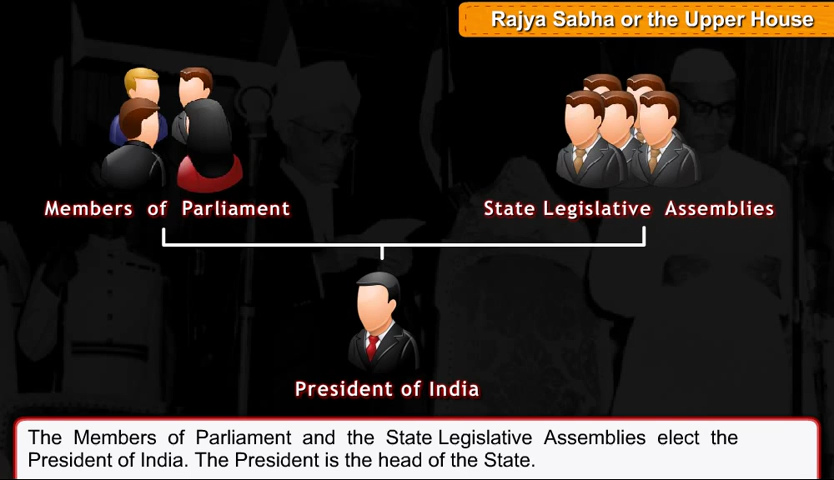 Rajya Sabha or the Upper House
Members of Parliament
State Legislative Assemblies
President of India
The Members of Parliament and the State Legislative Assemblies elect the
President of India. The President is the head of the State.